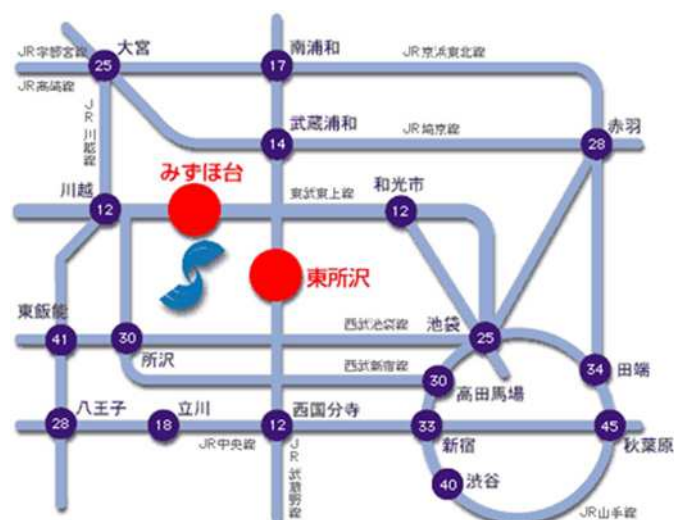 JR宇都宮線
大宮
南浦和
JR京浜東北線
25
17
JR高崎線
JR川越線
武蔵浦和
JR埼京線
赤羽
14
28
みずほ台
川越
東武東上線
和光市
12
12
東所沢
東飯能
西武池袋線
池袋
41
30
25
所沢
西武新宿線
34
田端
30
高田馬場
八王子
立川
西国分寺
28
18
12
33
45
JR中央線
新宿
秋葉原
JR武蔵野線
40
渋谷
JR山手線